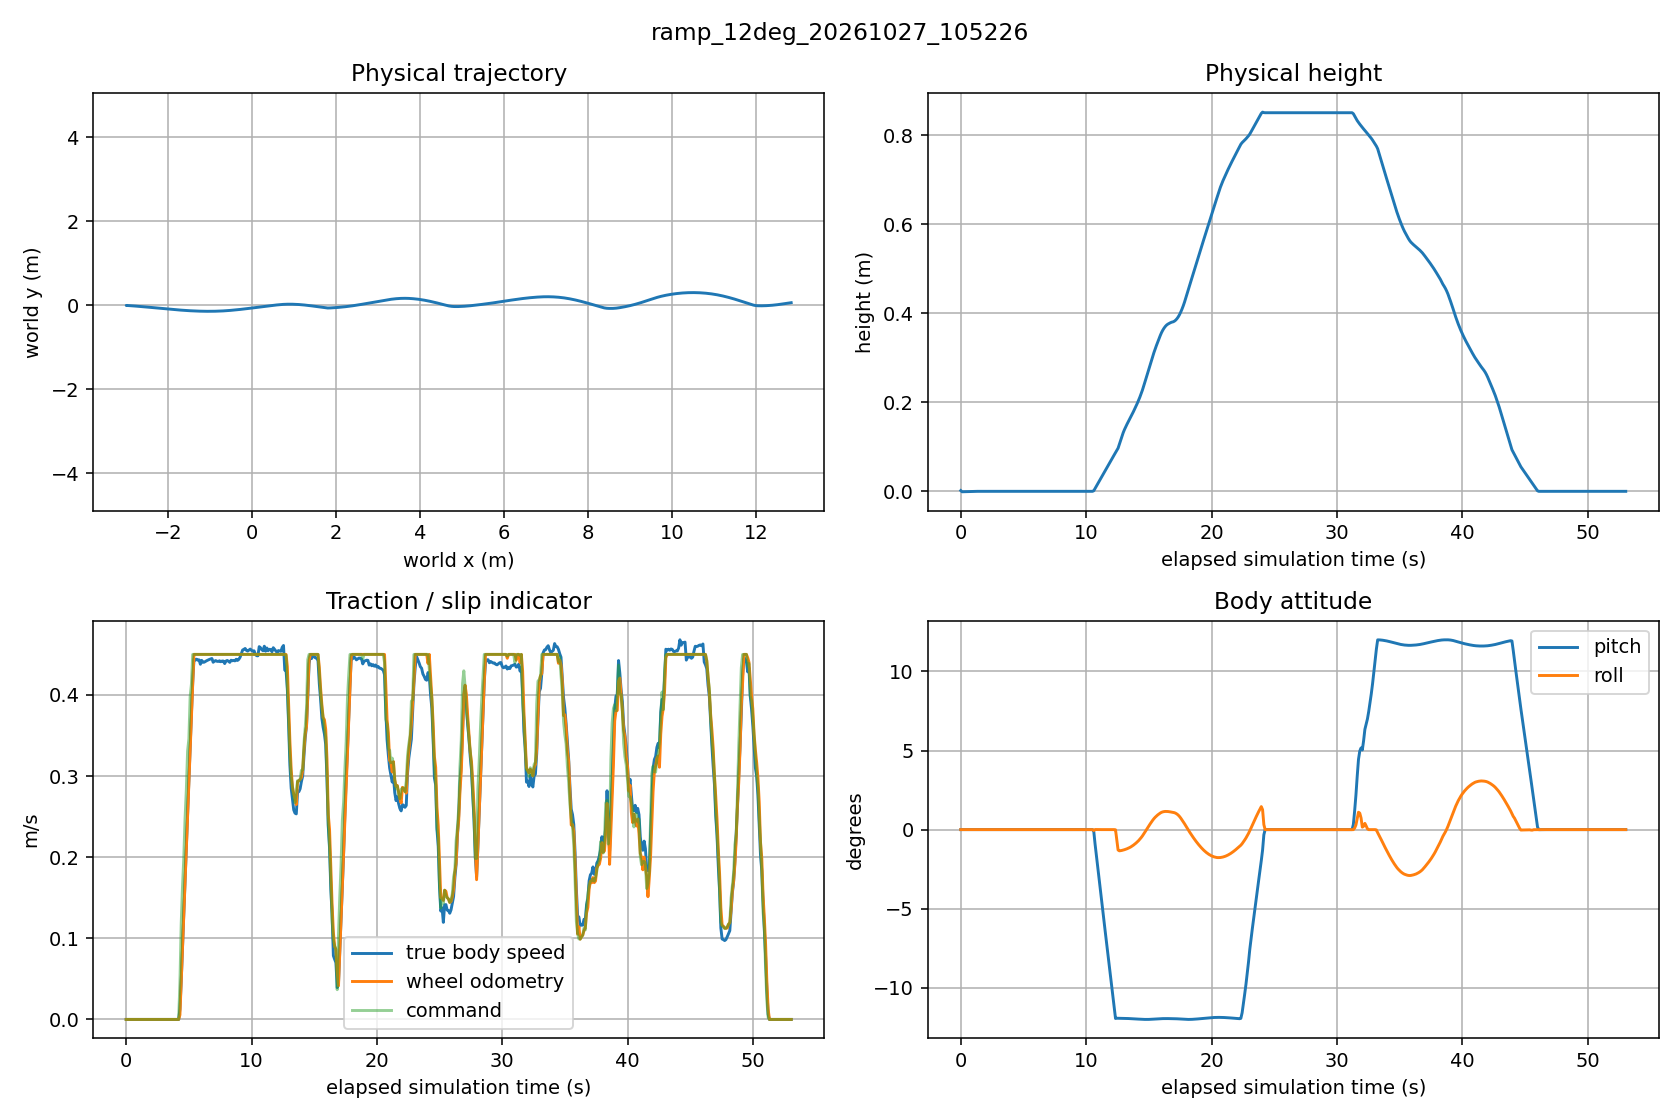 ramp_12deg_20261027_105226
Physical trajectory
world y (m)
4
2
0
−2
−4
−2
0
2
4
6
8
10
12
world x (m)
Physical height
height (m)
0.8
0.6
0.4
0.2
0.0
0
10
20
30
40
50
elapsed simulation time (s)
Traction / slip indicator
m/s
0.4
0.3
0.2
0.1
0.0
true body speed
wheel odometry
command
0
10
20
30
40
50
elapsed simulation time (s)
Body attitude
degrees
10
5
0
−5
−10
pitch
roll
0
10
20
30
40
50
elapsed simulation time (s)